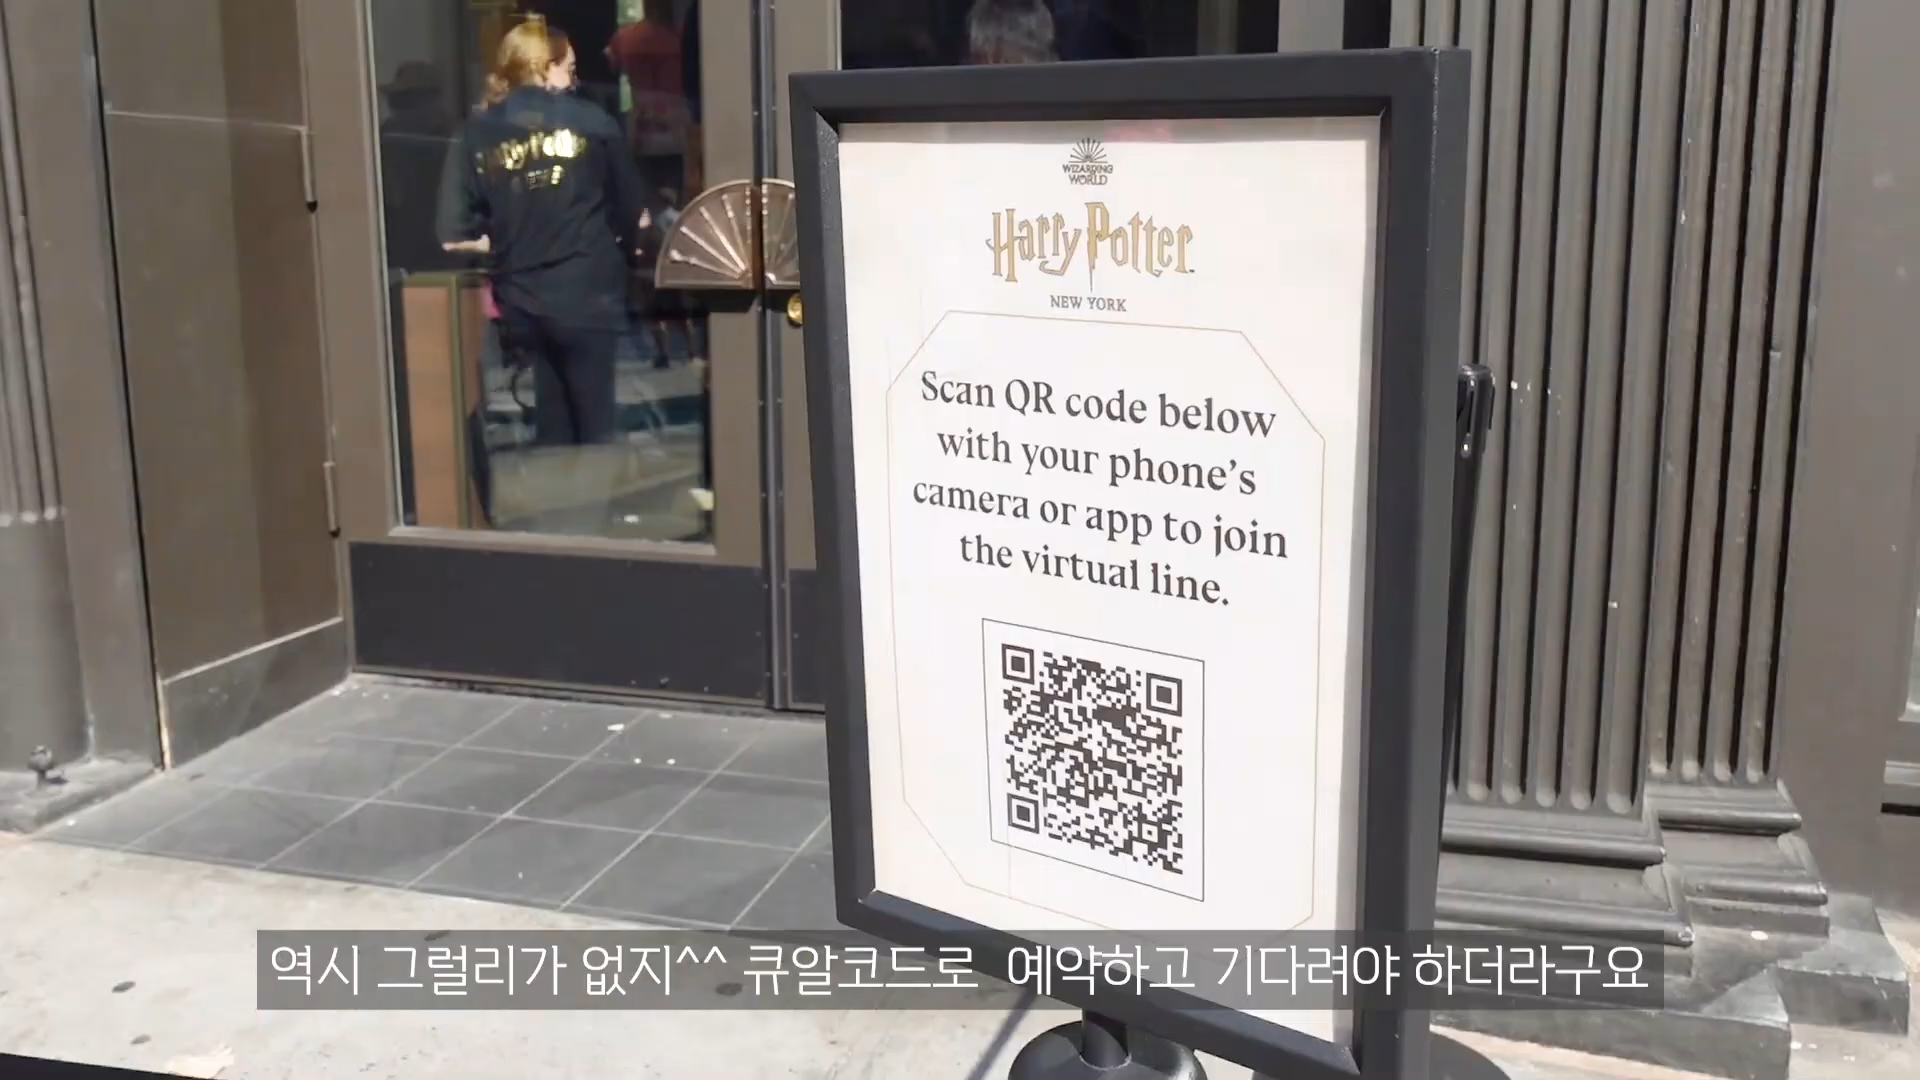 WIZARDING
WORLD
Harry Potter
NEW YORK
Scan QR code below
with your phone's
camera or app to join
the virtual line.
역시 그럴리가 없지^^ 큐알코드로 예약하고 기다려야 하더라구요